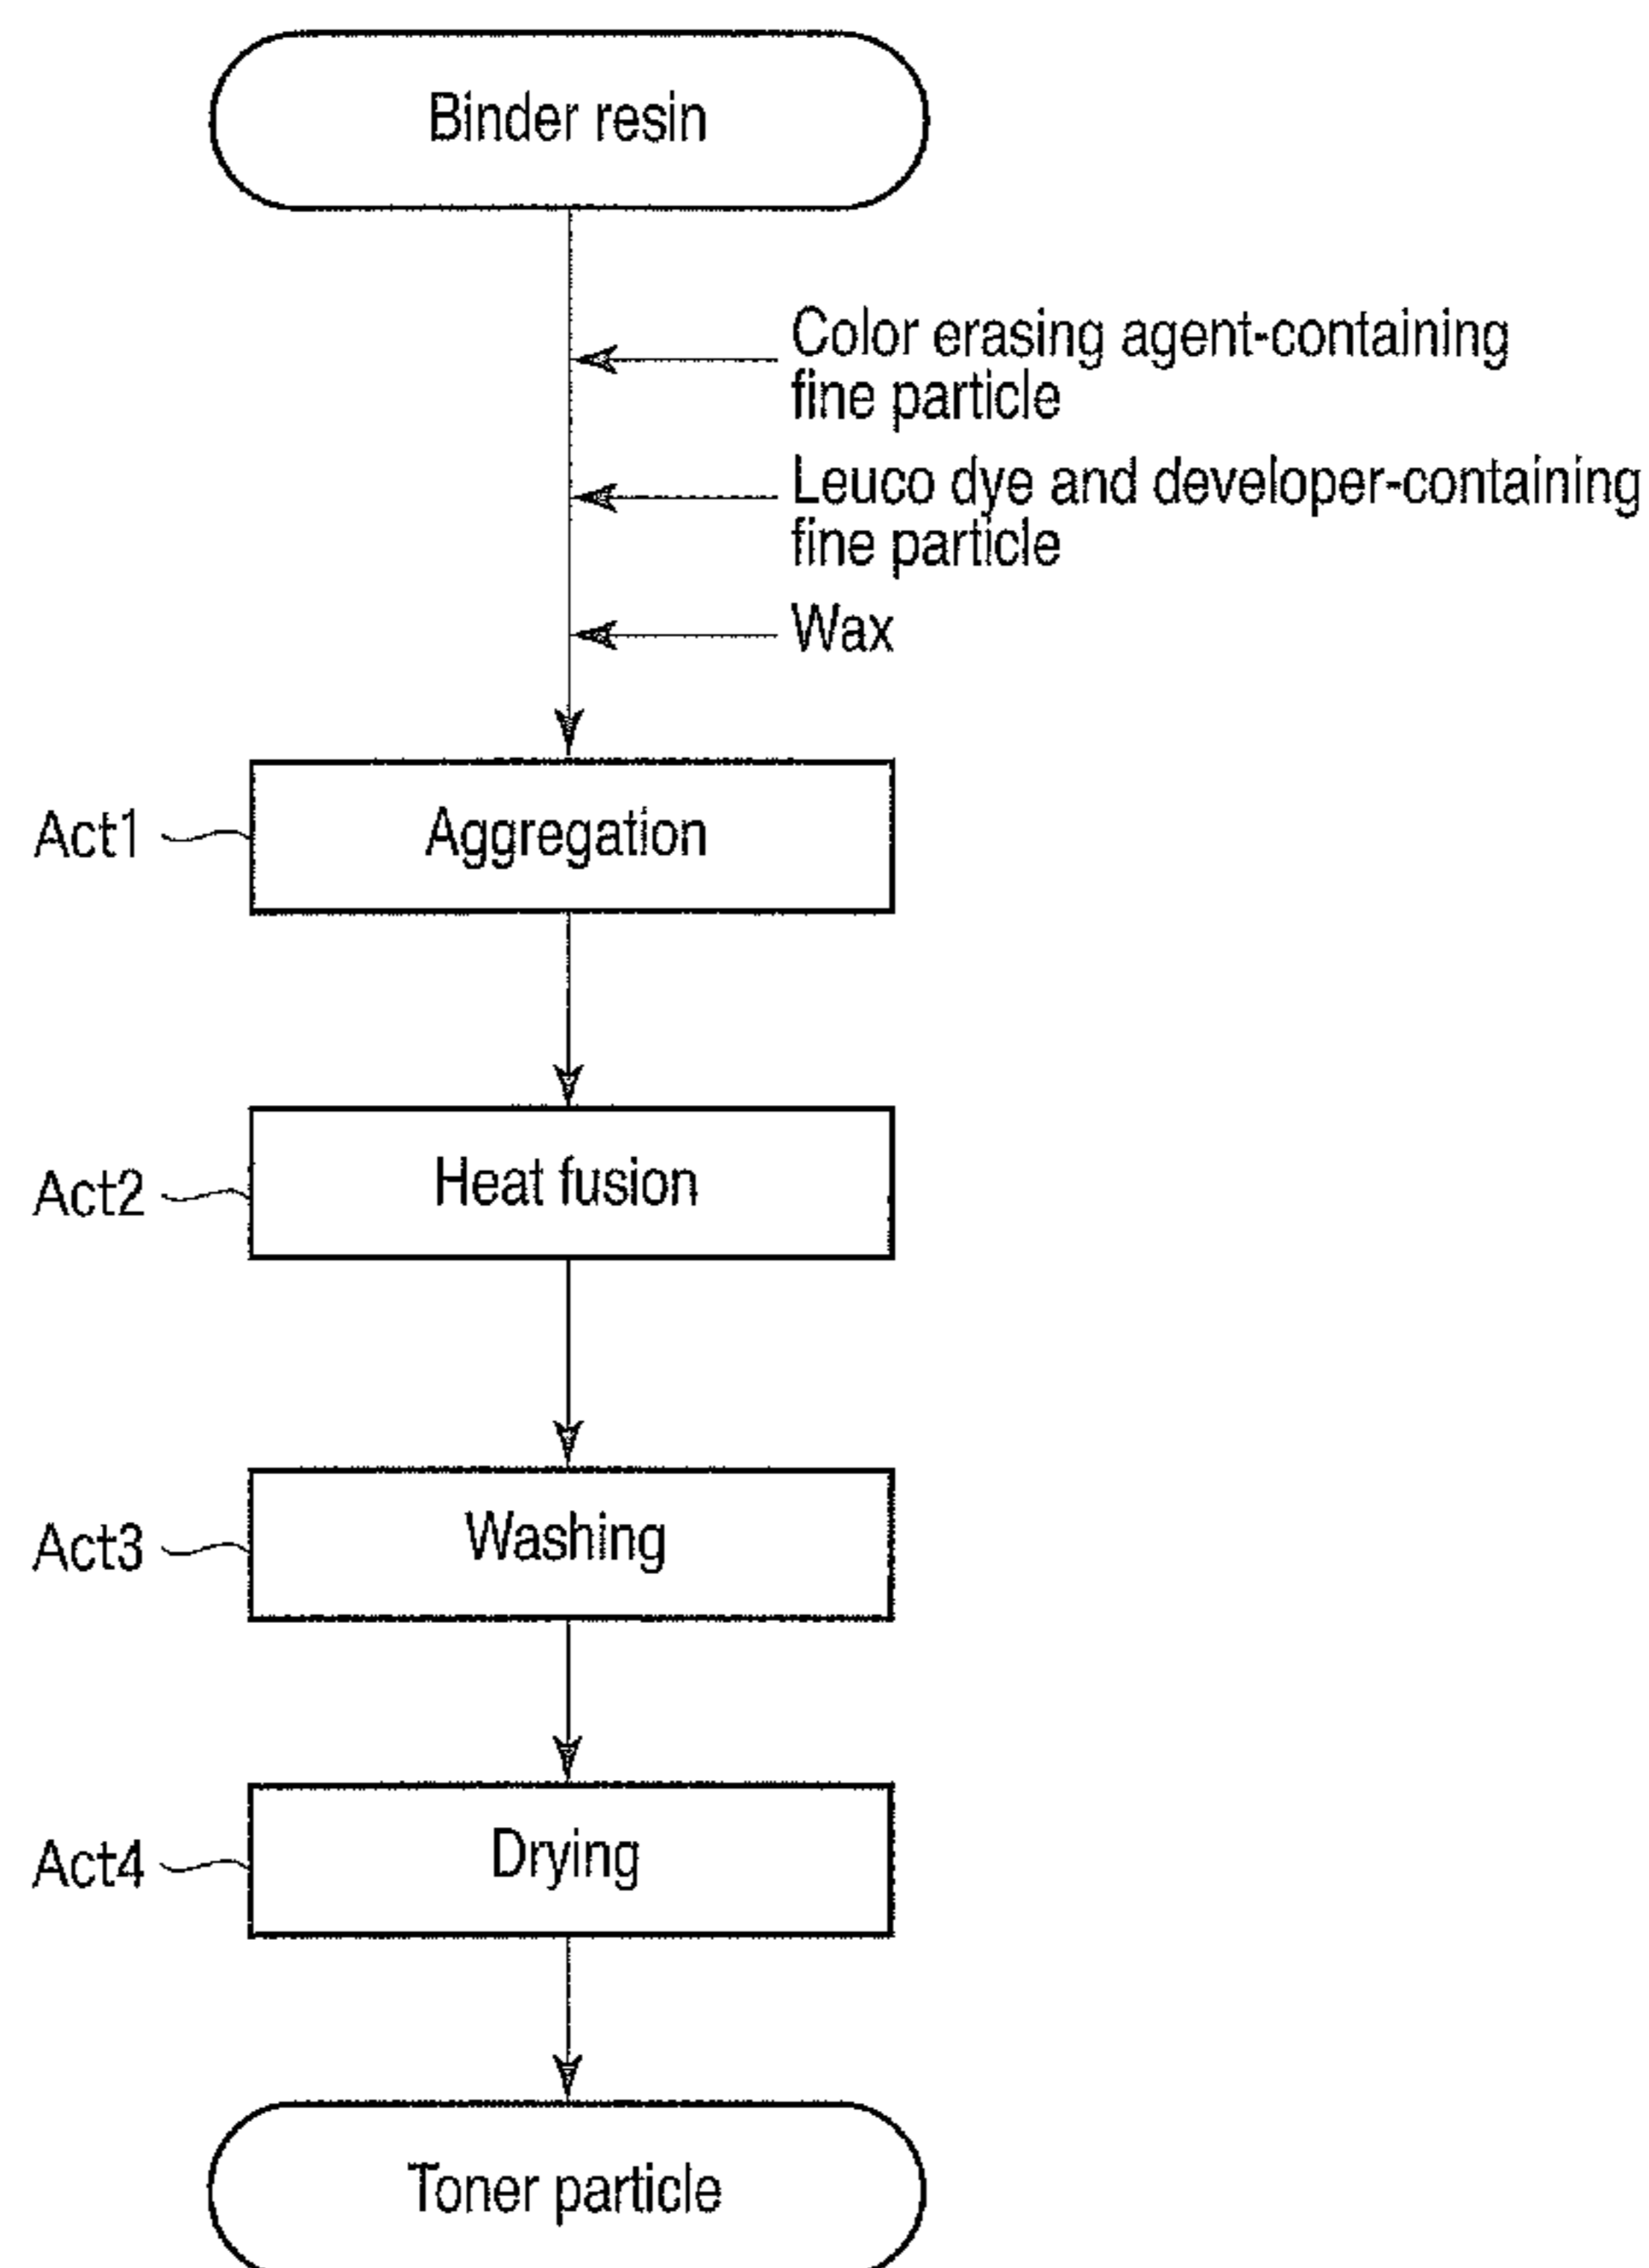 Binder resin
Color erasing agent-containing
fine particle
Leuco dye and developer-containing
fine particle
Wax
Act1
Aggregation
Act2
Heat fusion
Act3
Washing
Act4
Drying
Toner particle